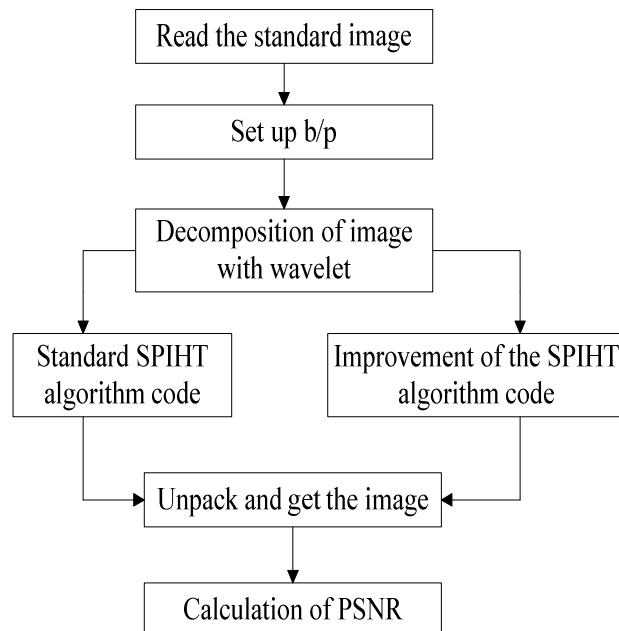 Read the standard image
Set up b/p
Decomposition of image
with wavelet
Standard SPIHT
algorithm code
Improvement of the SPIHT
algorithm code
Unpack and get the image
Calculation of PSNR